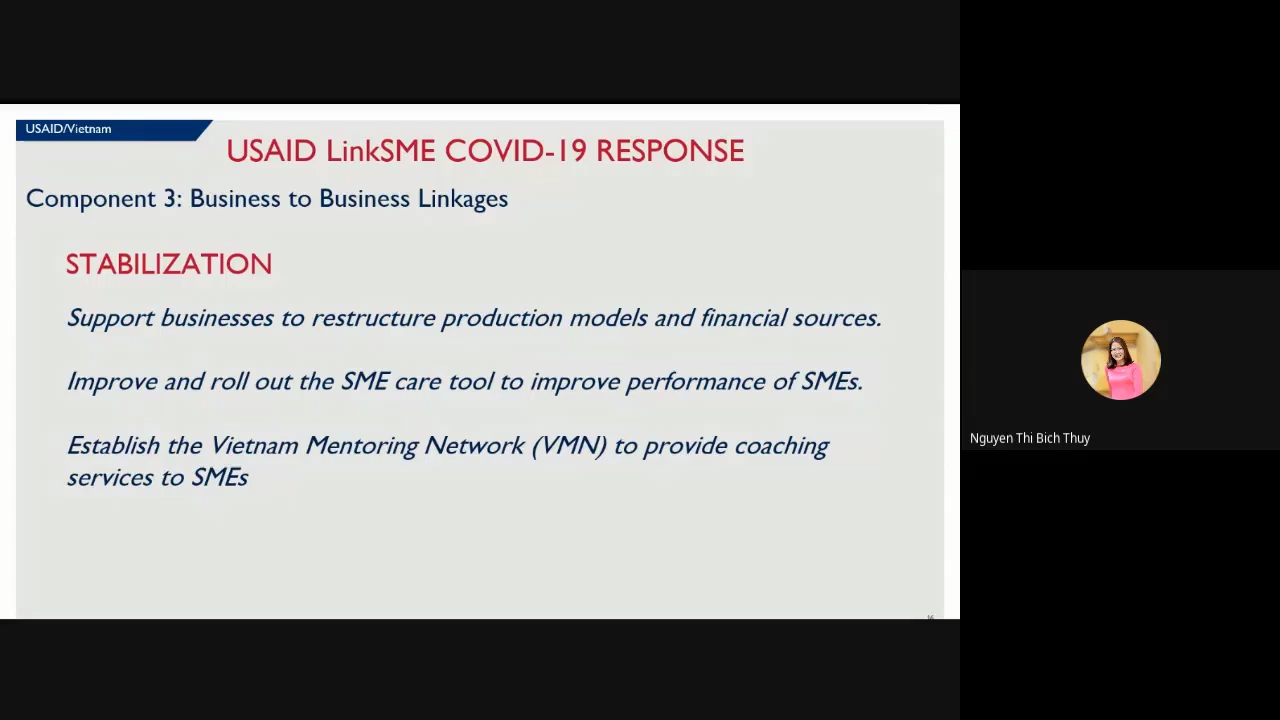 USAID/Vietnam
USAID LinkSME COVID-19 RESPONSE
Component 3: Business to Business Linkages
STABILIZATION
Support businesses to restructure production models and financial sources.
Improve and roll out the SME care tool to improve performance of SMEs.
Establish the Vietnam Mentoring Network (VMN) to provide coaching
services to SMEs
16
Nguyen Thi Bich Thuy